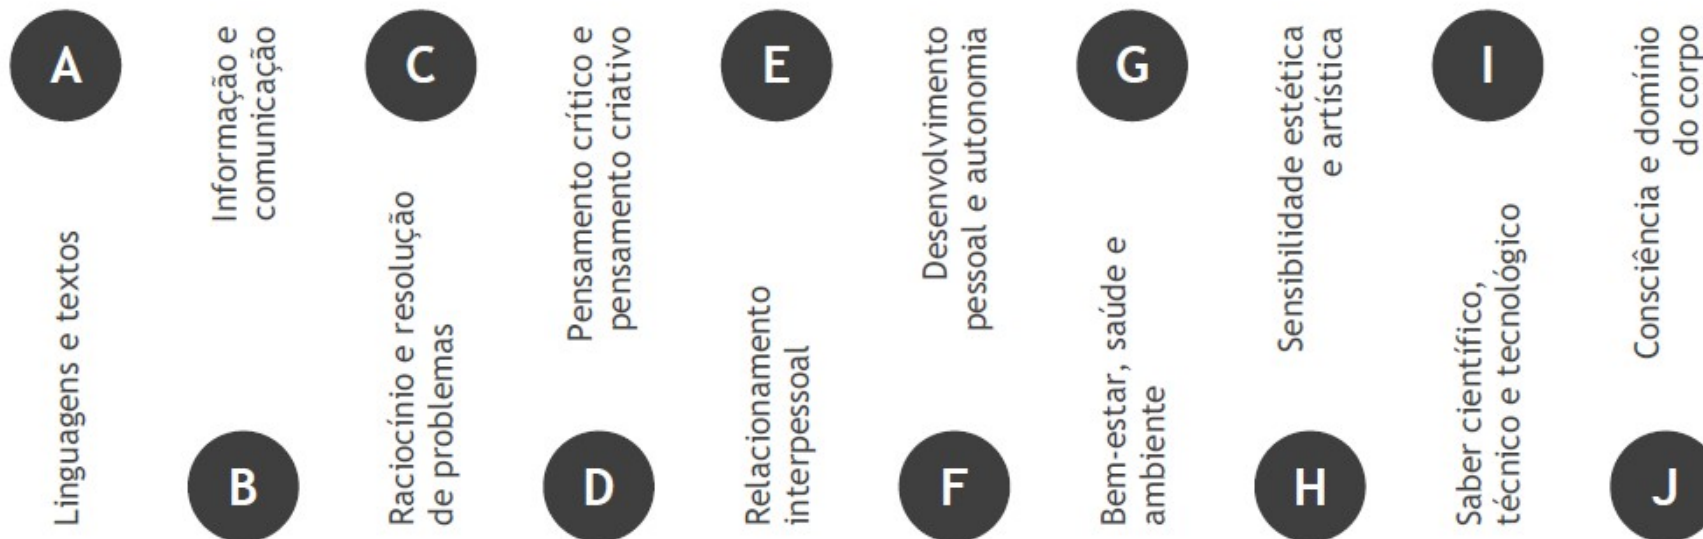 A
Linguagens e textos
B
Informação e
comunicação
C
Raciocínio e resolução
de problemas
D
Pensamento crítico e
pensamento criativo
E
Relacionamento
interpessoal
F
Desenvolvimento
pessoal e autonomia
G
Bem-estar, saúde e
ambiente
H
Sensibilidade estética
e artística
I
Saber científico,
técnico e tecnológico
J
Consciência e domínio
do corpo